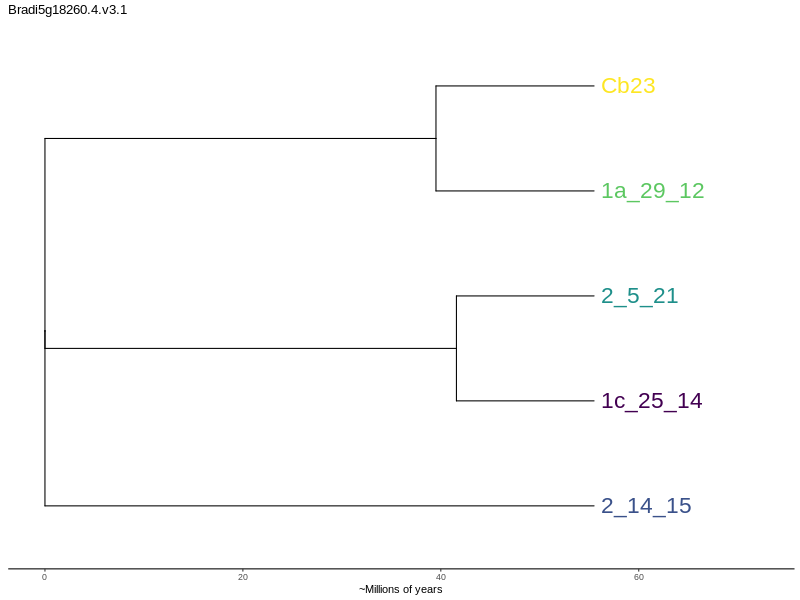 Bradi5g18260.4.v3.1
Cb23
1a_29_12
2_5_21
1c_25_14
2_14_15
0 20 40 60
~Millions of years